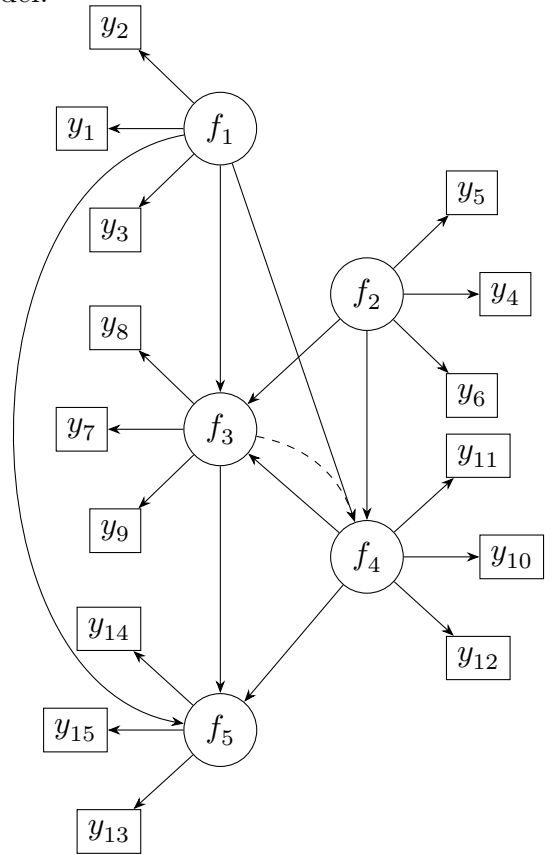 y₂
f₁
y₁
y₃
y₅
f₂
y₄
y₆
y₈
f₃
y₇
y₉
y₁₁
f₄
y₁₀
y₁₂
y₁₄
f₅
y₁₅
y₁₃